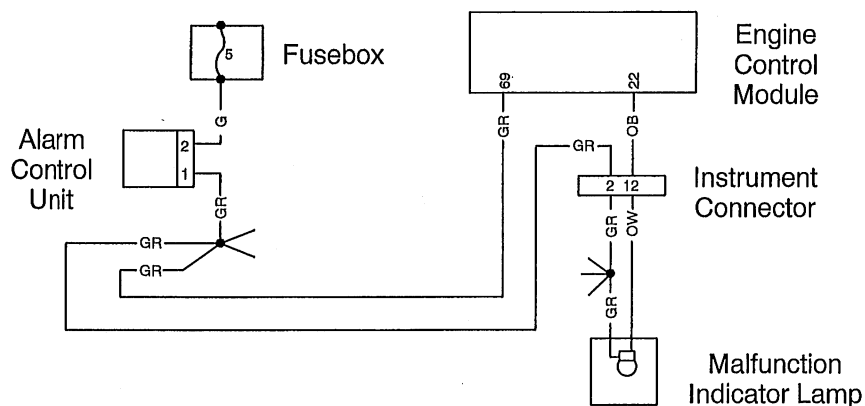 Fusebox
5
G
Alarm
Control
Unit
2
1
GR
GR
GR
Engine
Control
Module
69
22
GR
OB
GR
2 12
Instrument
Connector
GR
OW
GR
Malfunction
Indicator Lamp